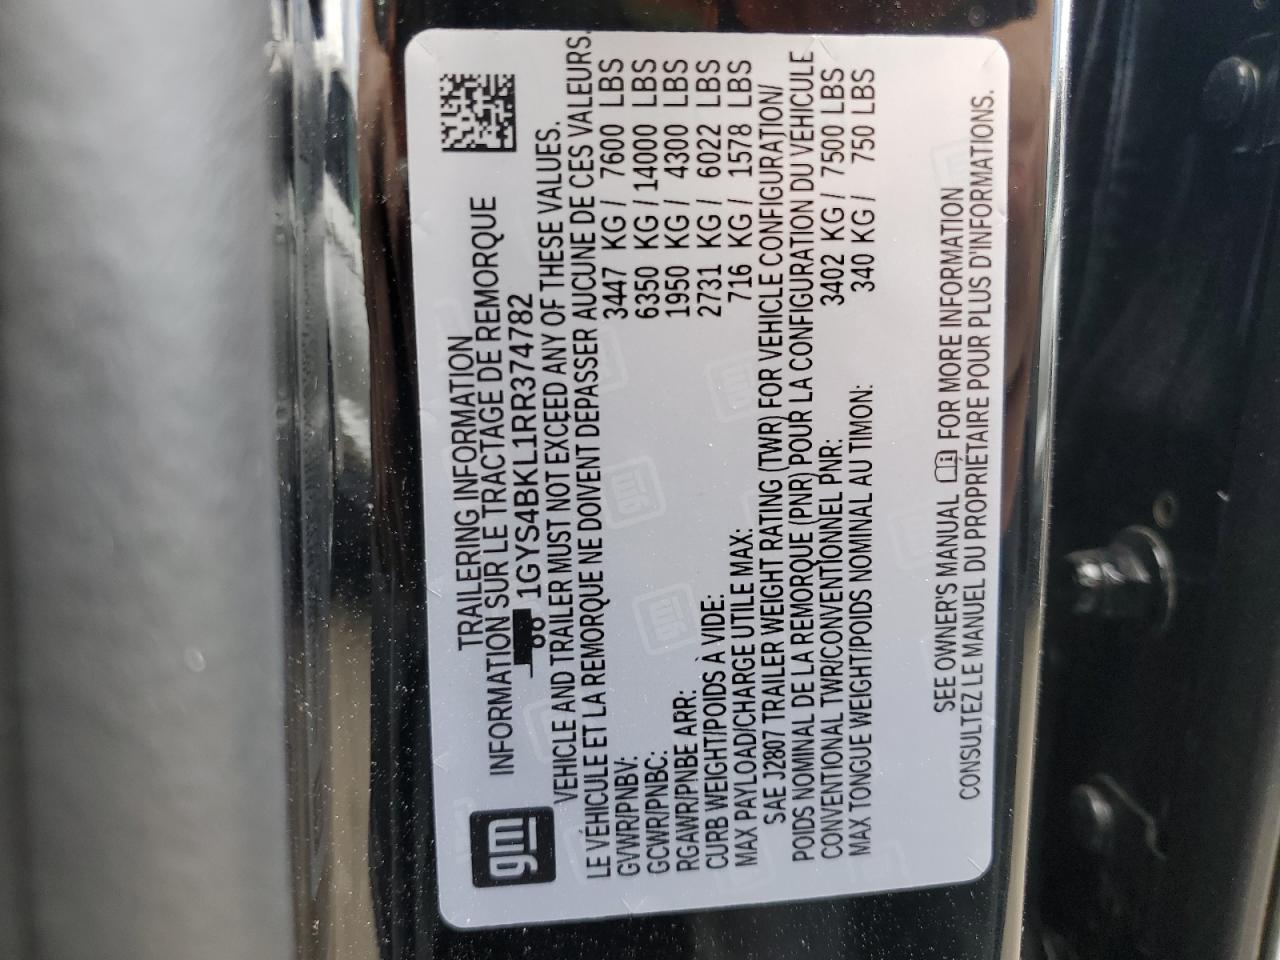 gm
TRAILERING INFORMATION
INFORMATION SUR LE TRACTAGE DE REMORQUE
1GYS4BKL1RR374782
VEHICLE AND TRAILER MUST NOT EXCEED ANY OF THESE VALUES.
LE VÉHICULE ET LA REMORQUE NE DOIVENT DEPASSER AUCUNE DE CES VALEURS.
GVWR/PNBV: 3447 KG / 7600 LBS
GCWR/PNBC: 6350 KG / 14000 LBS
RGAWR/PNBE ARR: 1950 KG / 4300 LBS
CURB WEIGHT/POIDS À VIDE: 2731 KG / 6022 LBS
MAX PAYLOAD/CHARGE UTILE MAX: 716 KG / 1578 LBS
SAE J2807 TRAILER WEIGHT RATING (TWR) FOR VEHICLE CONFIGURATION/
POIDS NOMINAL DE LA REMORQUE (PNR) POUR LA CONFIGURATION DU VÉHICULE
CONVENTIONAL TWR/CONVENTIONNEL PNR: 3402 KG / 7500 LBS
MAX TONGUE WEIGHT/POIDS NOMINAL AU TIMON: 340 KG / 750 LBS
SEE OWNER'S MANUAL FOR MORE INFORMATION
CONSULTEZ LE MANUEL DU PROPRIÉTAIRE POUR PLUS D'INFORMATIONS.